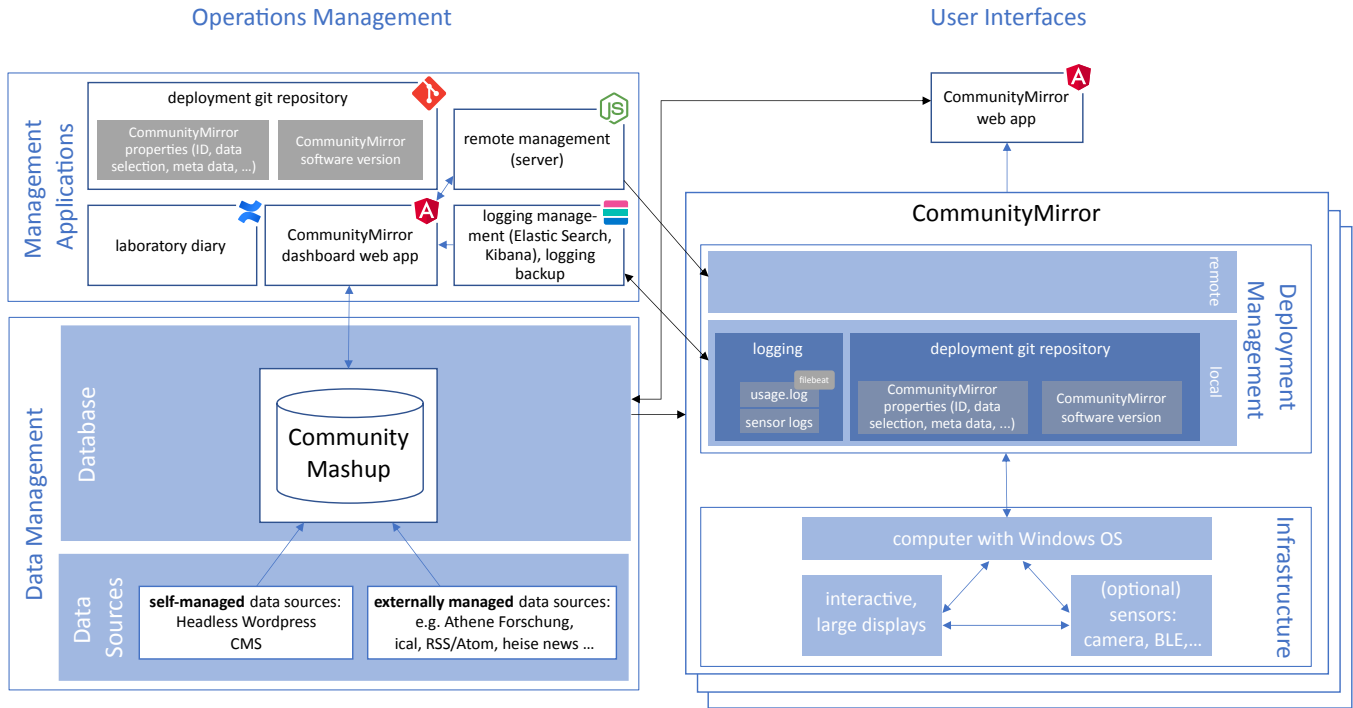 Operations Management
User Interfaces
Management
Applications
deployment git repository
CommunityMirror
properties (ID, data
selection, meta data, ...)
CommunityMirror
software version
JS
remote management
(server)
laboratory diary
CommunityMirror
dashboard web app
logging manage-
ment (Elastic Search,
Kibana), logging
backup
Data Management
Database
Community
Mashup
Data
Sources
self-managed data sources:
Headless Wordpress
CMS
externally managed data sources:
e.g. Athene Forschung,
ical, RSS/Atom, heise news ...
A
CommunityMirror
web app
CommunityMirror
Deployment
Management
remote
local
logging
filebeat
usage.log
sensor logs
deployment git repository
CommunityMirror
properties (ID, data
selection, meta data, ...)
CommunityMirror
software version
Infrastructure
computer with Windows OS
interactive,
large displays
(optional)
sensors:
camera, BLE,...